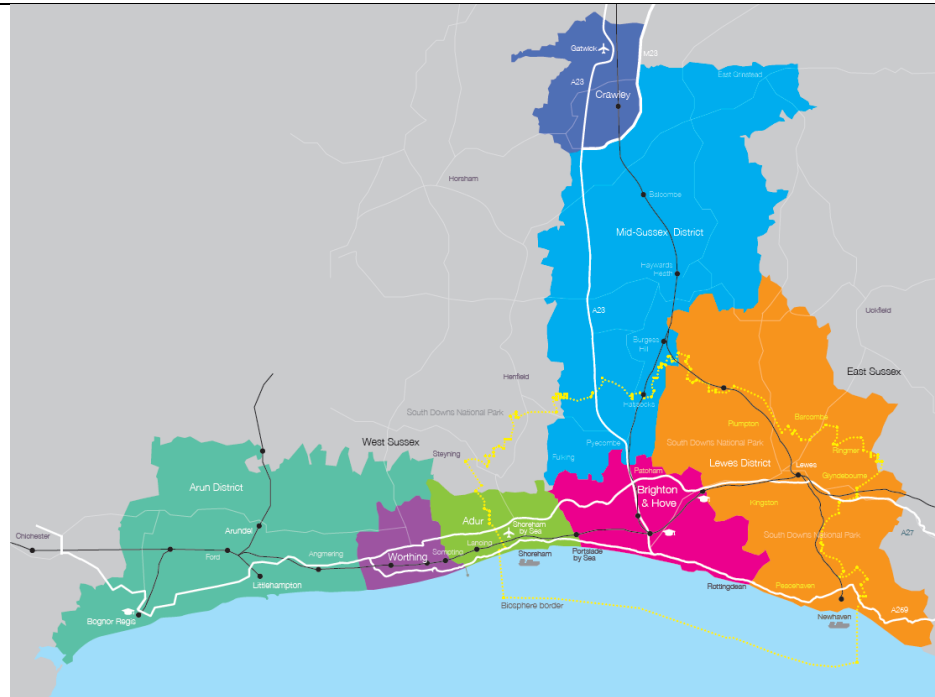 Gatwick
M23
A23
Crawley
East Grinstead
Horsham
Balcombe
Mid-Sussex District
Haywards
Heath
A23
Uckfield
Burgess
Hill
East Sussex
Henfield
Hassocks
South Downs National Park
Plumpton
Barcombe
West Sussex
Pyecombe
South Downs National Park
Ringmer
Steyning
Fulking
Patcham
Lewes District
Lewes
Glyndebourne
Arun District
Brighton
& Hove
Kingston
Adur
Arundel
Shoreham
by Sea
South Downs National Park
A27
Chichester
Ford
Angmering
Worthing
Sompting
Lancing
Shoreham
Portslade
by Sea
Littlehampton
Rottingdean
Peacehaven
Biosphere border
Newhaven
A259
Bognor Regis